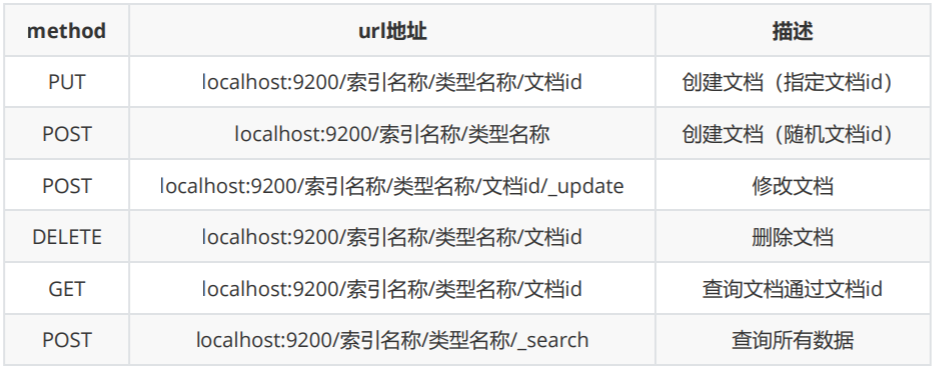 method url地址 描述
PUT localhost:9200/索引名称/类型名称/文档id 创建文档（指定文档id）
POST localhost:9200/索引名称/类型名称 创建文档（随机文档id）
POST localhost:9200/索引名称/类型名称/文档id/_update 修改文档
DELETE localhost:9200/索引名称/类型名称/文档id 删除文档
GET localhost:9200/索引名称/类型名称/文档id 查询文档通过文档id
POST localhost:9200/索引名称/类型名称/_search 查询所有数据